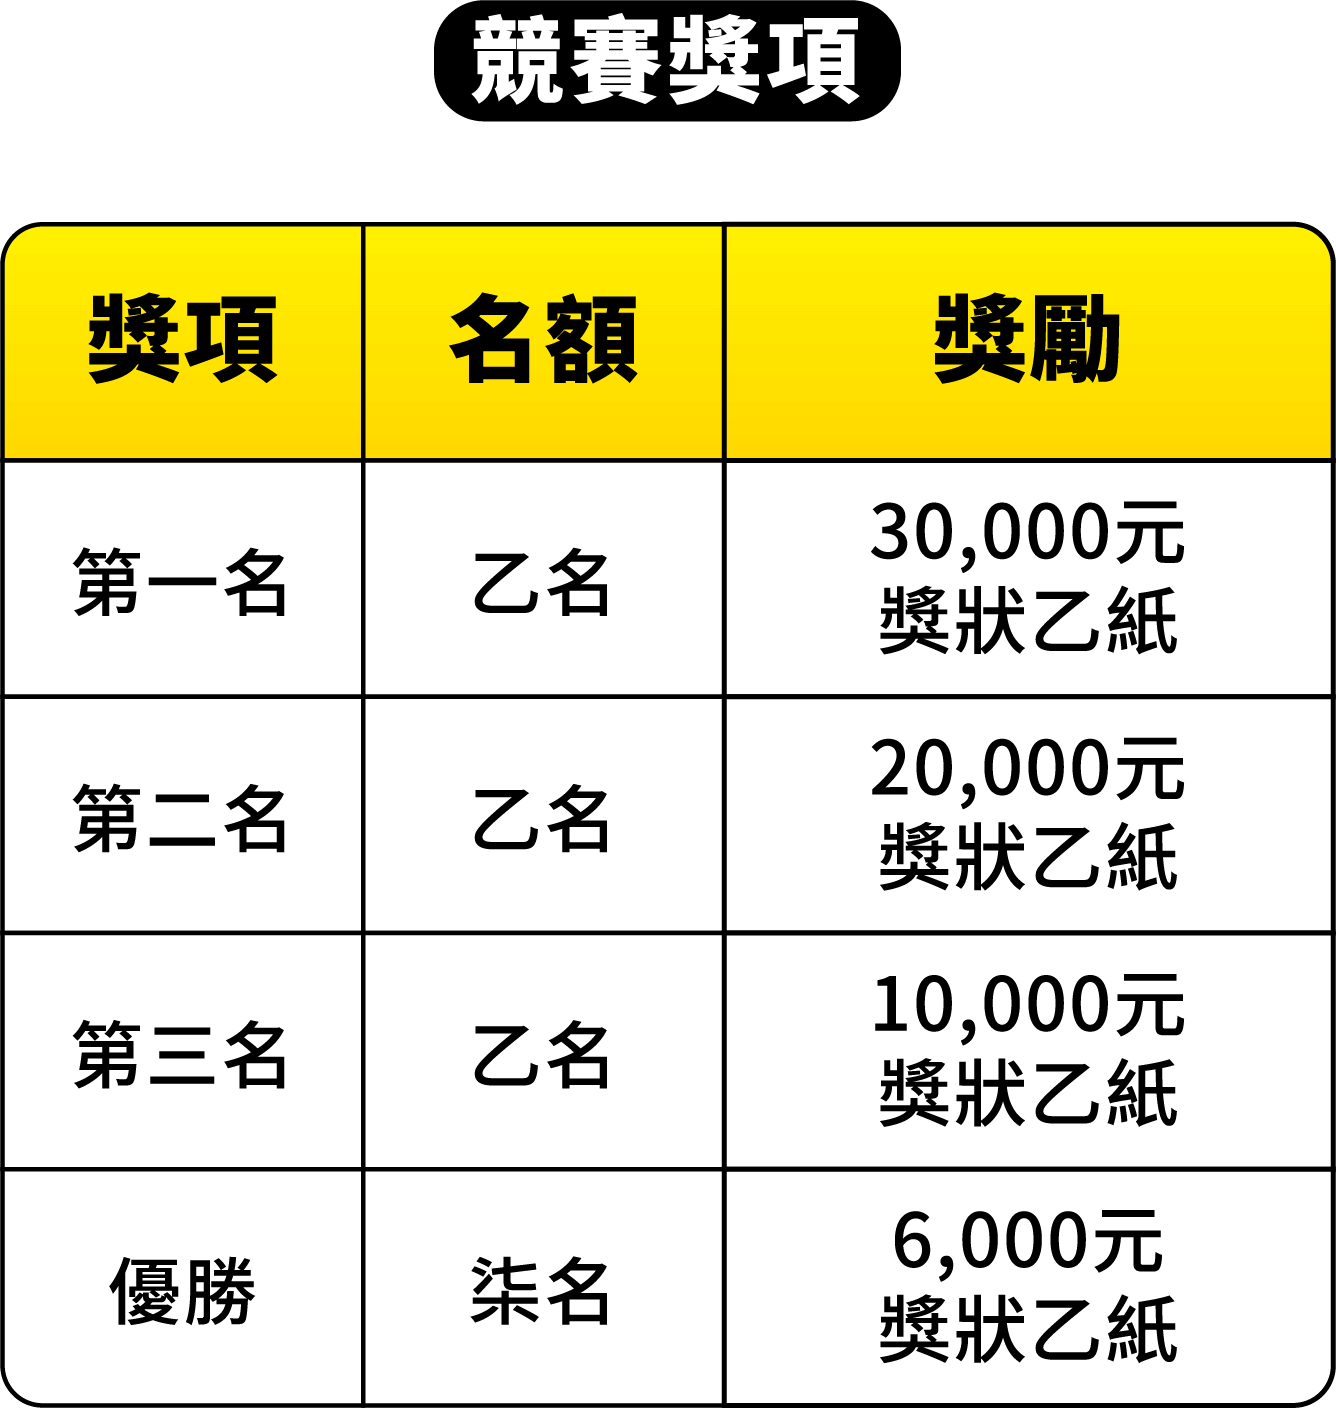 競賽獎項
獎項 名額 獎勵
第一名 乙名 30,000元
獎狀乙紙
第二名 乙名 20,000元
獎狀乙紙
第三名 乙名 10,000元
獎狀乙紙
優勝 柒名 6,000元
獎狀乙紙